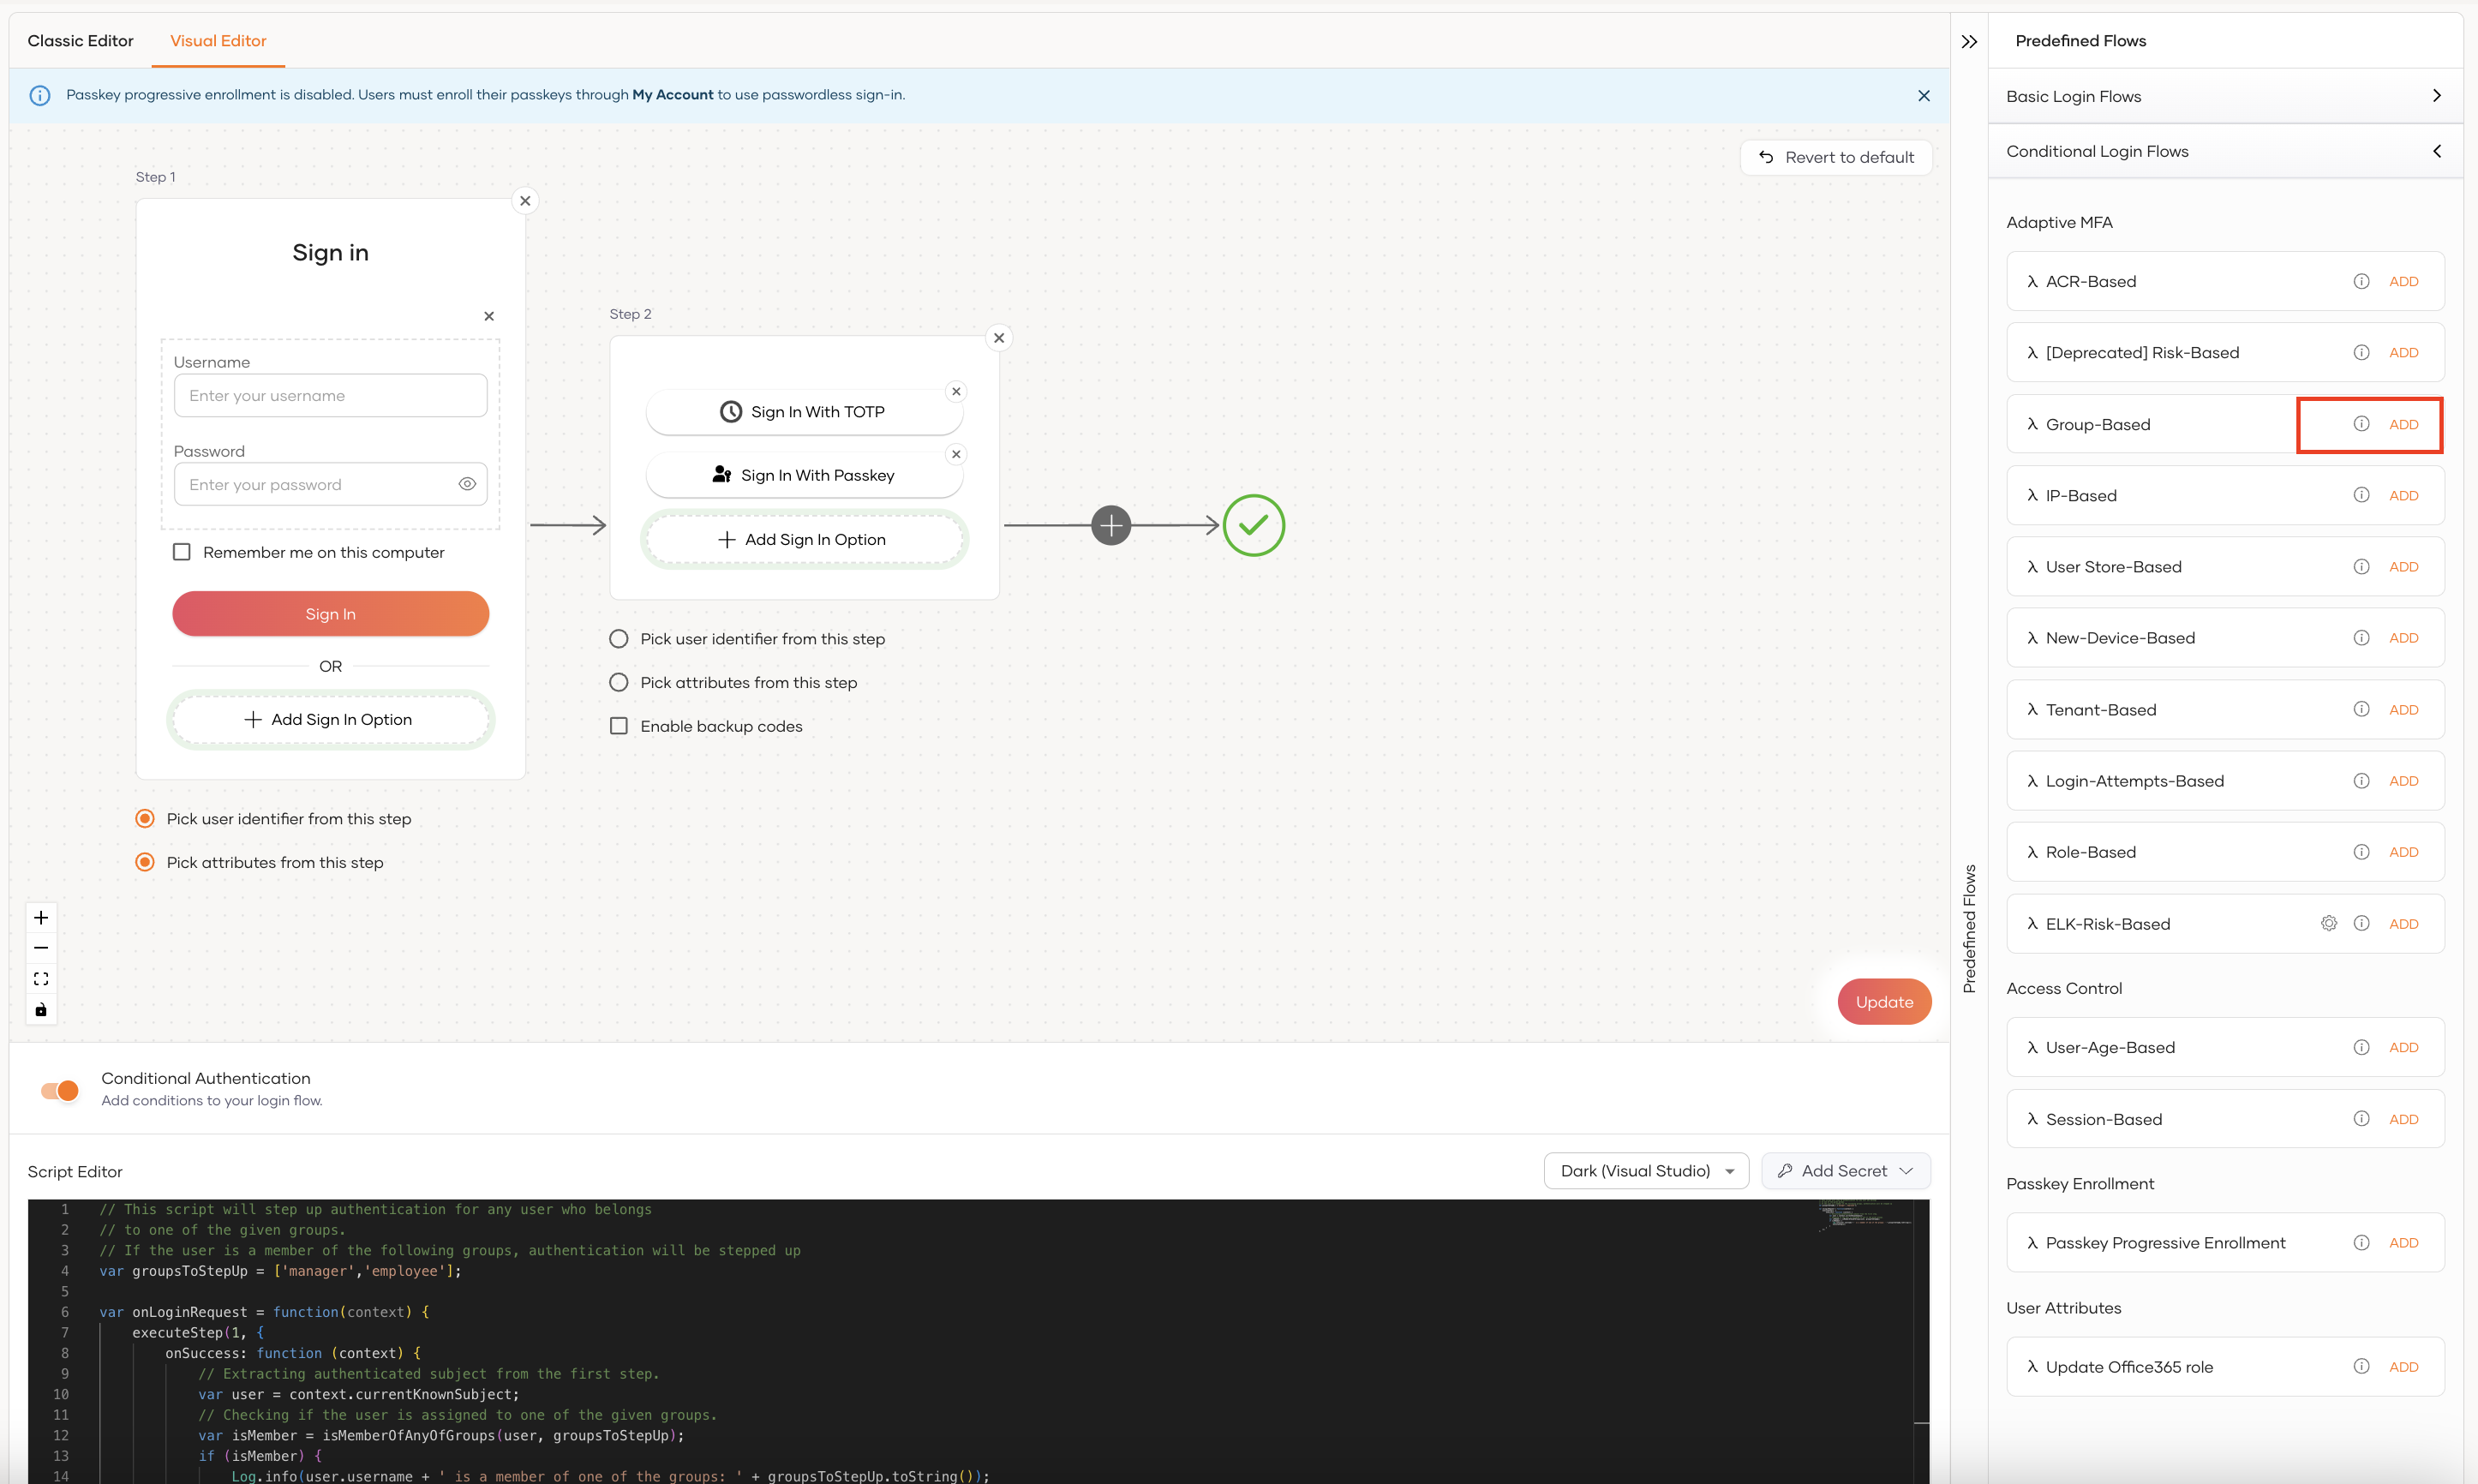 Classic Editor
Visual Editor
Passkey progressive enrollment is disabled. Users must enroll their passkeys through My Account to use passwordless sign-in.
Revert to default
Step 1
Sign in
Username
Enter your username
Password
Enter your password
Remember me on this computer
Sign In
OR
Add Sign In Option
Pick user identifier from this step
Pick attributes from this step
Step 2
Sign In With TOTP
Sign In With Passkey
Add Sign In Option
Pick user identifier from this step
Pick attributes from this step
Enable backup codes
Update
Conditional Authentication
Add conditions to your login flow.
Script Editor
Dark (Visual Studio)
Add Secret
1 // This script will step up authentication for any user who belongs
2 // to one of the given groups.
3 // If the user is a member of the following groups, authentication will be stepped up
4 var groupsToStepUp = ['manager','employee'];
5
6 var onLoginRequest = function(context) {
7 executeStep(1, {
8 onSuccess: function (context) {
9 // Extracting authenticated subject from the first step.
10 var user = context.currentKnownSubject;
11 // Checking if the user is assigned to one of the given groups.
12 var isMember = isMemberOfAnyOfGroups(user, groupsToStepUp);
13 if (isMember) {
14 Log.info(user.username + ' is a member of one of the groups: ' + groupsToStepUp.toString());
Predefined Flows
Predefined Flows
Basic Login Flows
Conditional Login Flows
Adaptive MFA
λ ACR-Based ADD
λ [Deprecated] Risk-Based ADD
λ Group-Based ADD
λ IP-Based ADD
λ User Store-Based ADD
λ New-Device-Based ADD
λ Tenant-Based ADD
λ Login-Attempts-Based ADD
λ Role-Based ADD
λ ELK-Risk-Based ADD
Access Control
λ User-Age-Based ADD
λ Session-Based ADD
Passkey Enrollment
λ Passkey Progressive Enrollment ADD
User Attributes
λ Update Office365 role ADD